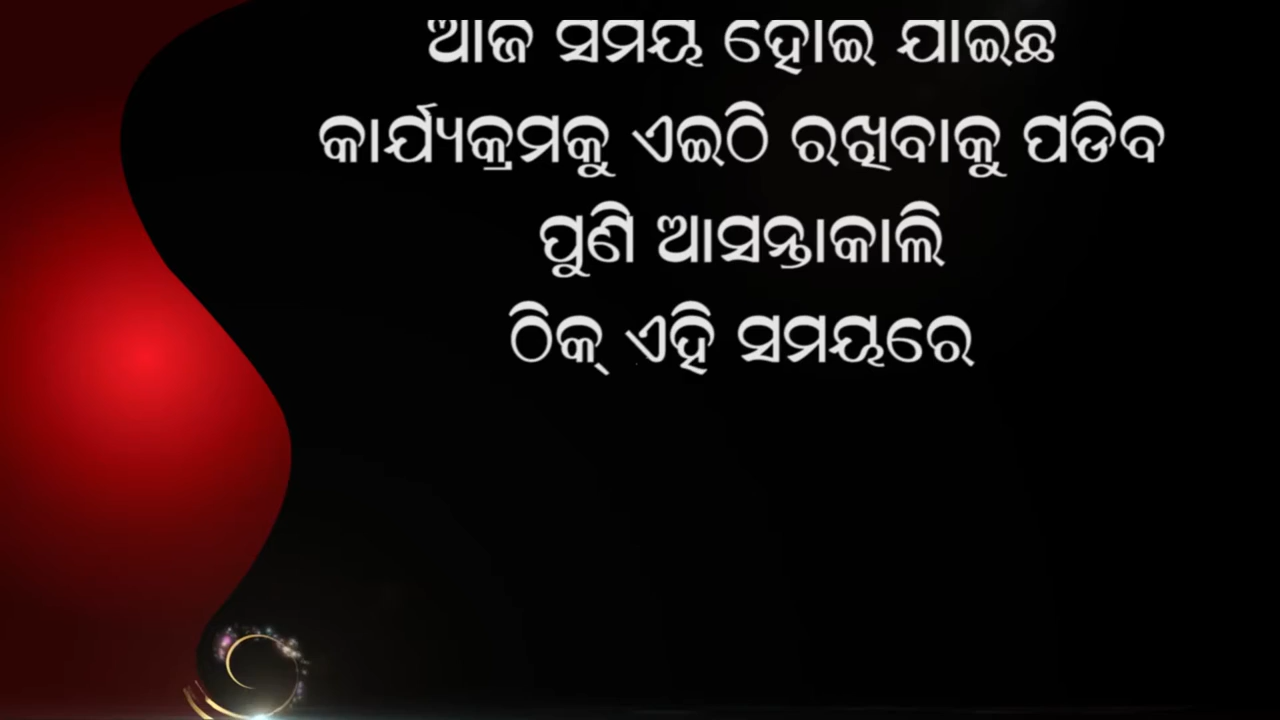 ଆଜ ସମୟ ହୋଇ ଯାଇଛ
କାର୍ଯ୍ୟକ୍ରମକୁ ଏଇଠି ରଖିବାକୁ ପଡିବ
ପୁଣି ଆସନ୍ତାକାଲି
ଠିକ୍ ଏହି ସମୟରେ